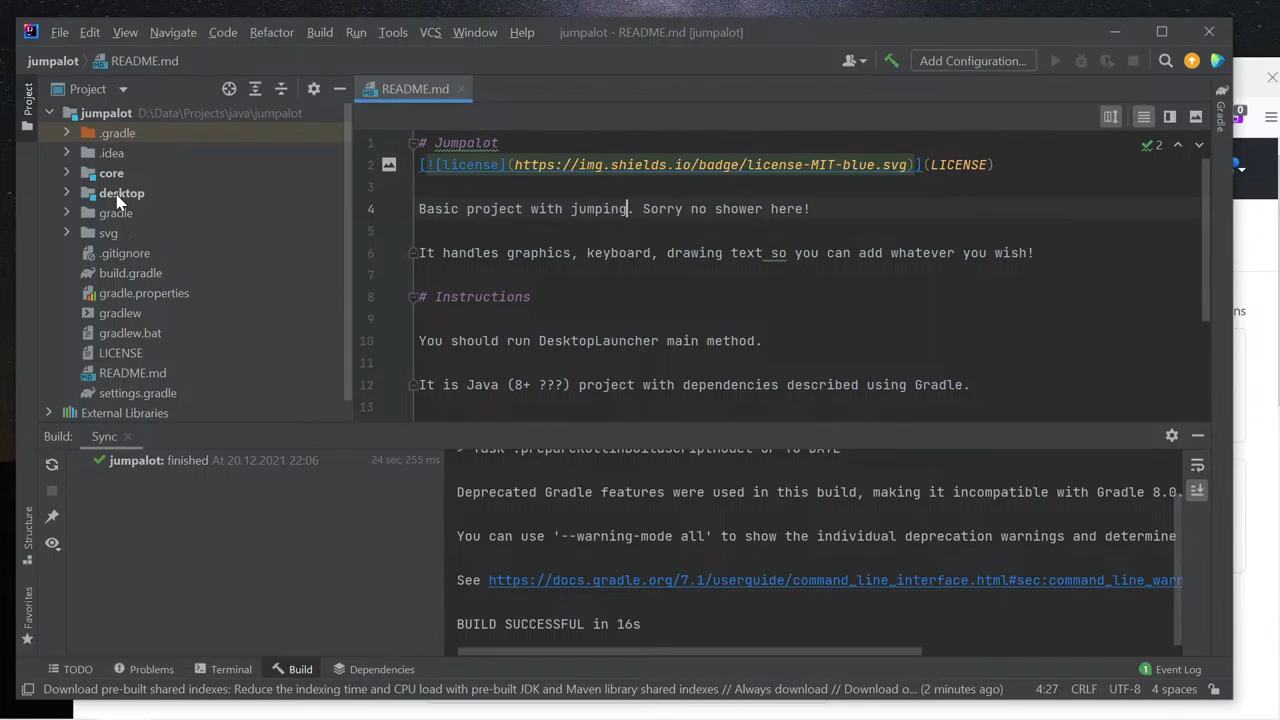 File Edit View Navigate Code Refactor Build Run Tools VCS Window Help jumpalot - README.md [jumpalot]
jumpalot README.md Add Configuration...
Project
Project
README.md
Gradle
jumpalot D:\Data\Projects\java\jumpalot
.gradle
.idea
core
desktop
gradle
svg
.gitignore
build.gradle
gradle.properties
gradlew
gradlew.bat
LICENSE
README.md
settings.gradle
External Libraries
2
1 # Jumpalot
2 [![license](https://img.shields.io/badge/license-MIT-blue.svg)](LICENSE)
3
4 Basic project with jumping. Sorry no shower here!
5
6 It handles graphics, keyboard, drawing text so you can add whatever you wish!
7
8 # Instructions
9
10 You should run DesktopLauncher main method.
11
12 It is Java (8+ ???) project with dependencies described using Gradle.
13
Build: Sync
jumpalot: finished At 20.12.2021 22:06 24 sec, 255 ms
Deprecated Gradle features were used in this build, making it incompatible with Gradle 8.0.
You can use '--warning-mode all' to show the individual deprecation warnings and determine
See https://docs.gradle.org/7.1/userguide/command_line_interface.html#sec:command_line_warn
BUILD SUCCESSFUL in 16s
Structure
Favorites
TODO Problems Terminal Build Dependencies 1 Event Log
Download pre-built shared indexes: Reduce the indexing time and CPU load with pre-built JDK and Maven library shared indexes // Always download // Download o... (2 minutes ago) 4:27 CRLF UTF-8 4 spaces
0